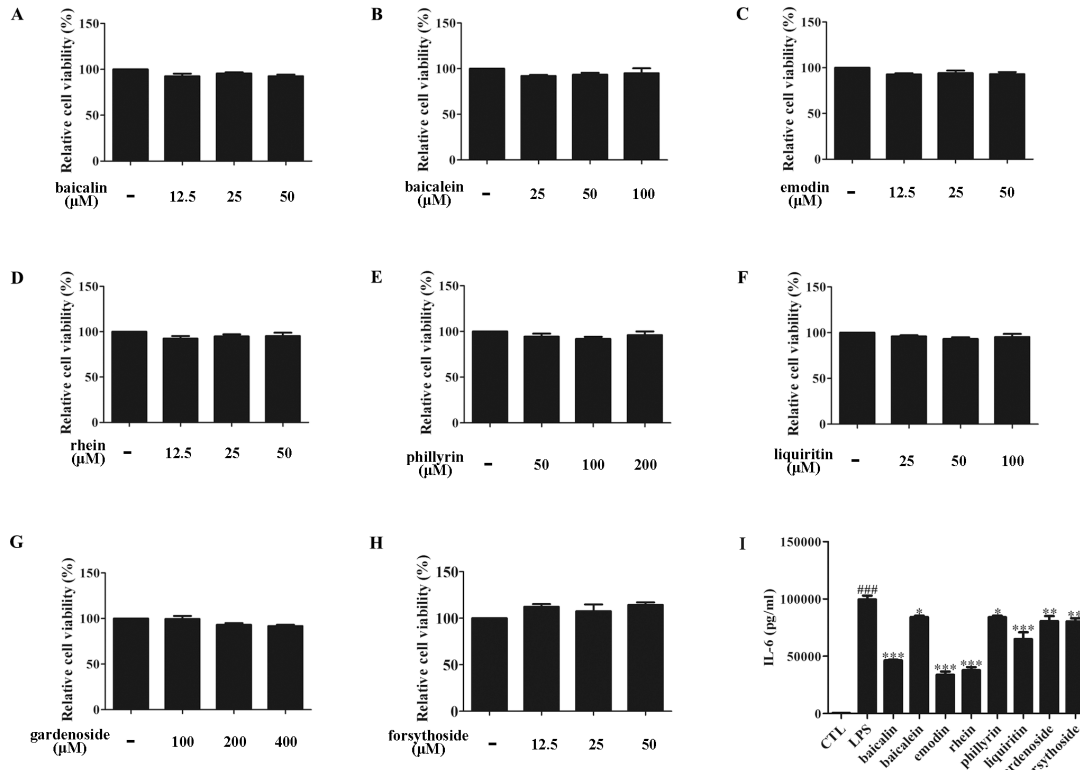 A
Relative cell viability (%)
150
100
50
0
baicalin
(µM)
- 12.5 25 50
B
Relative cell viability (%)
150
100
50
0
baicalein
(µM)
- 25 50 100
C
Relative cell viability (%)
150
100
50
0
emodin
(µM)
- 12.5 25 50
D
Relative cell viability (%)
150
100
50
0
rhein
(µM)
- 12.5 25 50
E
Relative cell viability (%)
150
100
50
0
phillyrin
(µM)
- 50 100 200
F
Relative cell viability (%)
150
100
50
0
liquiritin
(µM)
- 25 50 100
G
Relative cell viability (%)
150
100
50
0
gardenoside
(µM)
- 100 200 400
H
Relative cell viability (%)
150
100
50
0
forsythoside
(µM)
- 12.5 25 50
I
IL-6 (pg/ml)
150000
100000
50000
0
### *** * *** *** * *** ** **
CTL
LPS
baicalin
baicalein
emodin
rhein
phillyrin
liquiritin
rdenoside
rsythoside